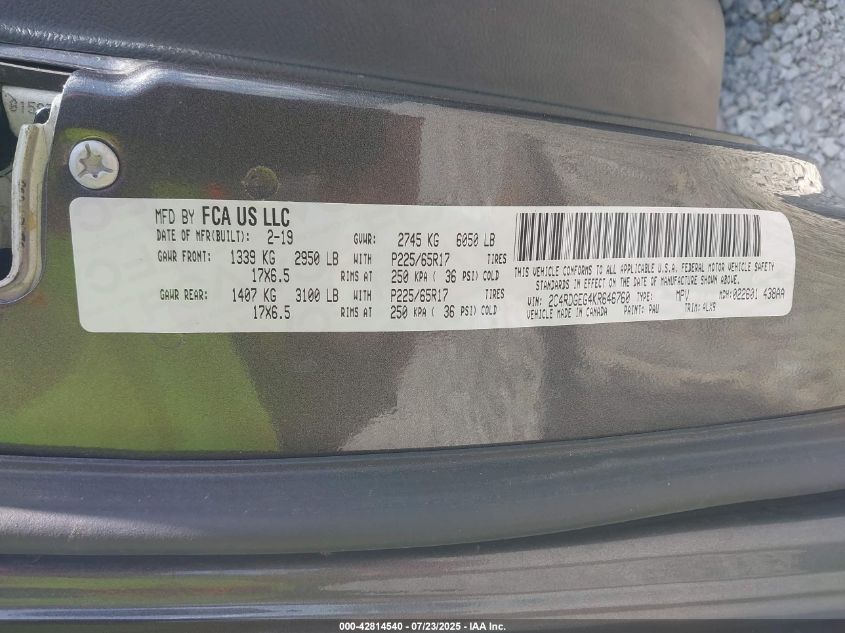 MFD BY FCA US LLC
DATE OF MFR(BUILT): 2-19 GVWR: 2745 KG 6050 LB
GAWR FRONT: 1339 KG 2950 LB WITH P225/65R17 TIRES
17X6.5 RIMS AT 250 KPA ( 36 PSI) COLD
GAWR REAR: 1407 KG 3100 LB WITH P225/65R17 TIRES
17X6.5 RIMS AT 250 KPA ( 36 PSI) COLD
THIS VEHICLE CONFORMS TO ALL APPLICABLE U.S.A. FEDERAL MOTOR VEHICLE SAFETY
STANDARDS IN EFFECT ON THE DATE OF MANUFACTURE SHOWN ABOVE.
VIN: 2C4RDGEG4KR646760 TYPE: MPV MDH:022601 438AA
VEHICLE MADE IN CANADA PAINT: PAU TRIM:
000-42814540 | 07/23/2025 - IAA Inc.